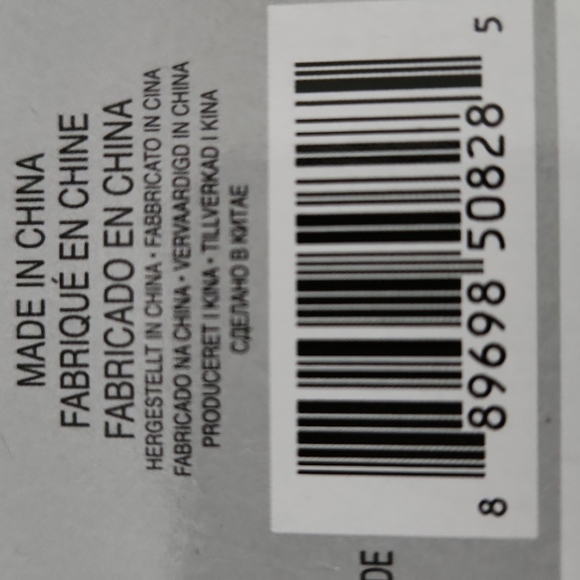 MADE IN CHINA
FABRIQUÉ EN CHINE
FABRICADO EN CHINA
HERGESTELLT IN CHINA • FABBRICATO IN CINA
FABRICADO NA CHINA • VERVAARDIGD IN CHINA
PRODUCERET I KINA • TILLVERKAD I KINA
СДЕЛАНО В КИТАЕ
8 89698 50828 5
DE